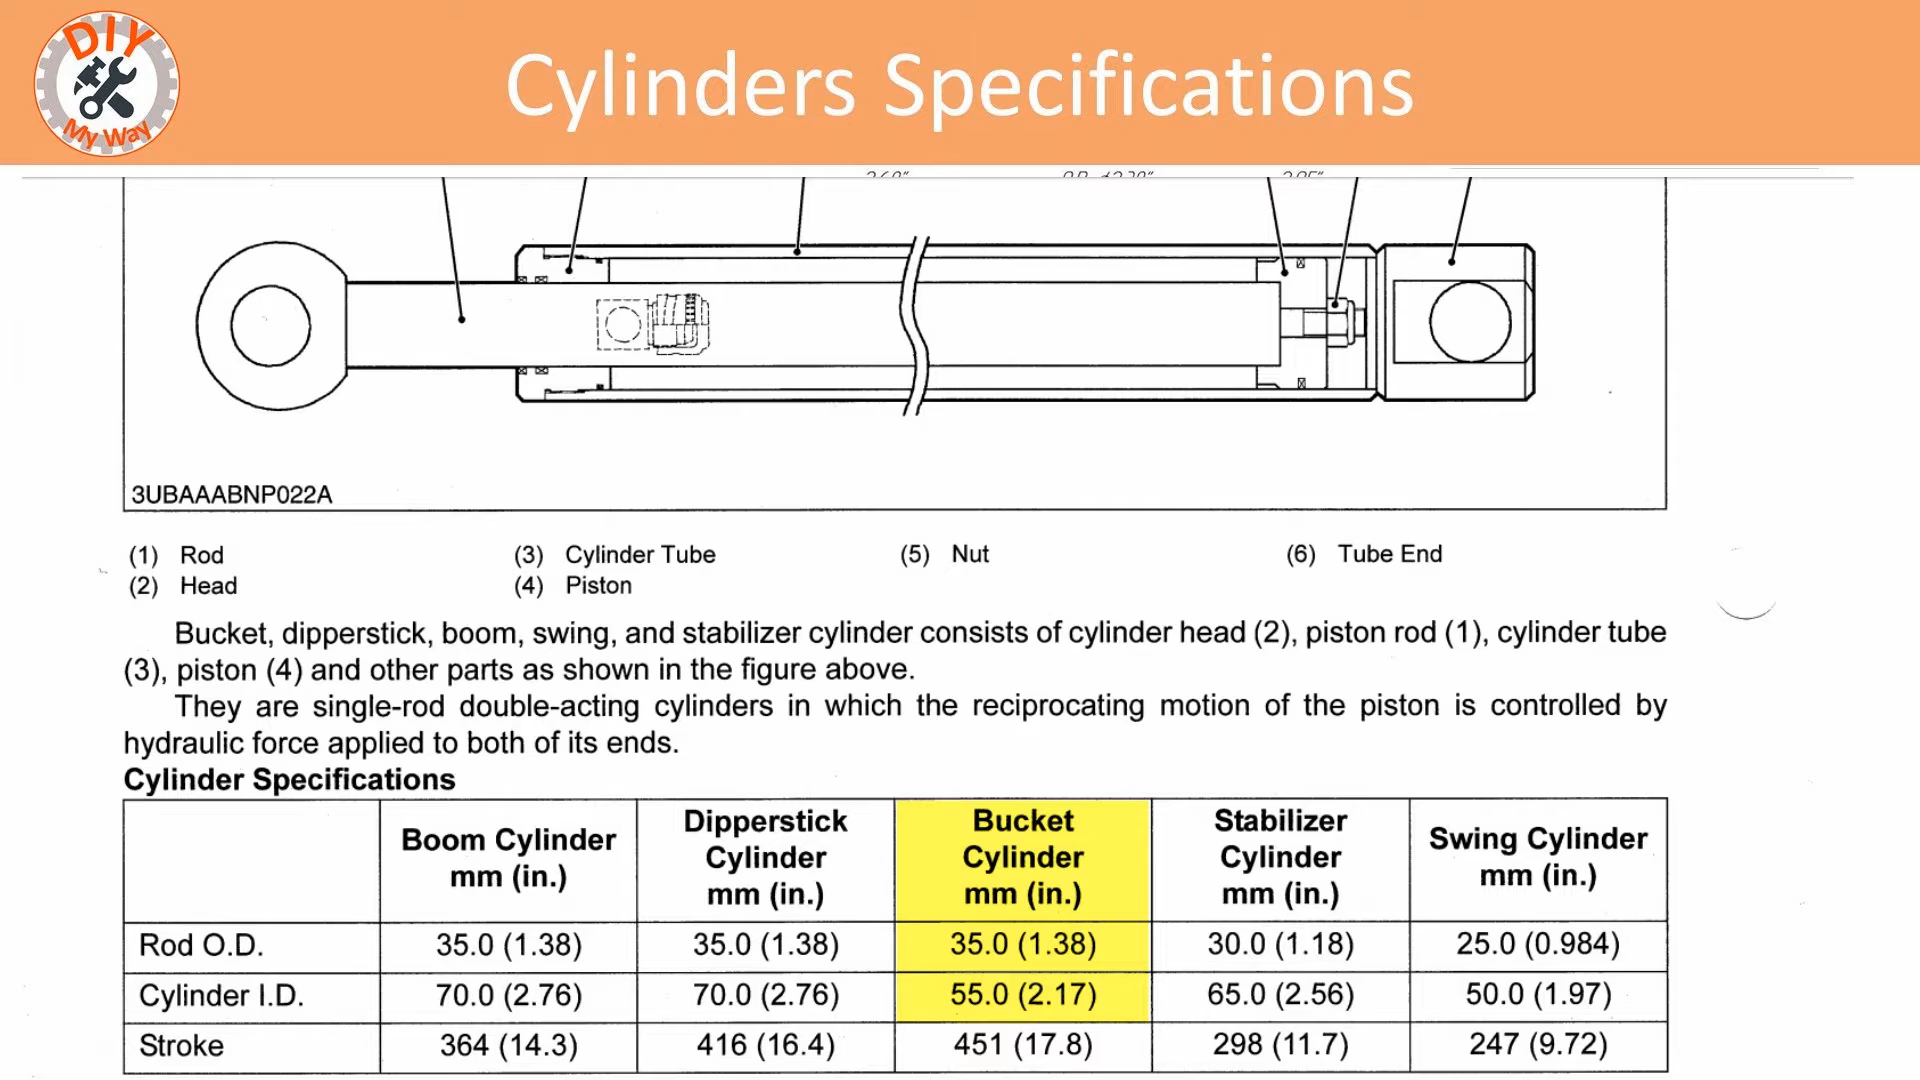 DIY
My Way
Cylinders Specifications
3UBAAABNP022A
(1) Rod
(2) Head
(3) Cylinder Tube
(4) Piston
(5) Nut
(6) Tube End
Bucket, dipperstick, boom, swing, and stabilizer cylinder consists of cylinder head (2), piston rod (1), cylinder tube
(3), piston (4) and other parts as shown in the figure above.
They are single-rod double-acting cylinders in which the reciprocating motion of the piston is controlled by
hydraulic force applied to both of its ends.
Cylinder Specifications
Boom Cylinder
mm (in.)
Dipperstick
Cylinder
mm (in.)
Bucket
Cylinder
mm (in.)
Stabilizer
Cylinder
mm (in.)
Swing Cylinder
mm (in.)
Rod O.D. 35.0 (1.38) 35.0 (1.38) 35.0 (1.38) 30.0 (1.18) 25.0 (0.984)
Cylinder I.D. 70.0 (2.76) 70.0 (2.76) 55.0 (2.17) 65.0 (2.56) 50.0 (1.97)
Stroke 364 (14.3) 416 (16.4) 451 (17.8) 298 (11.7) 247 (9.72)